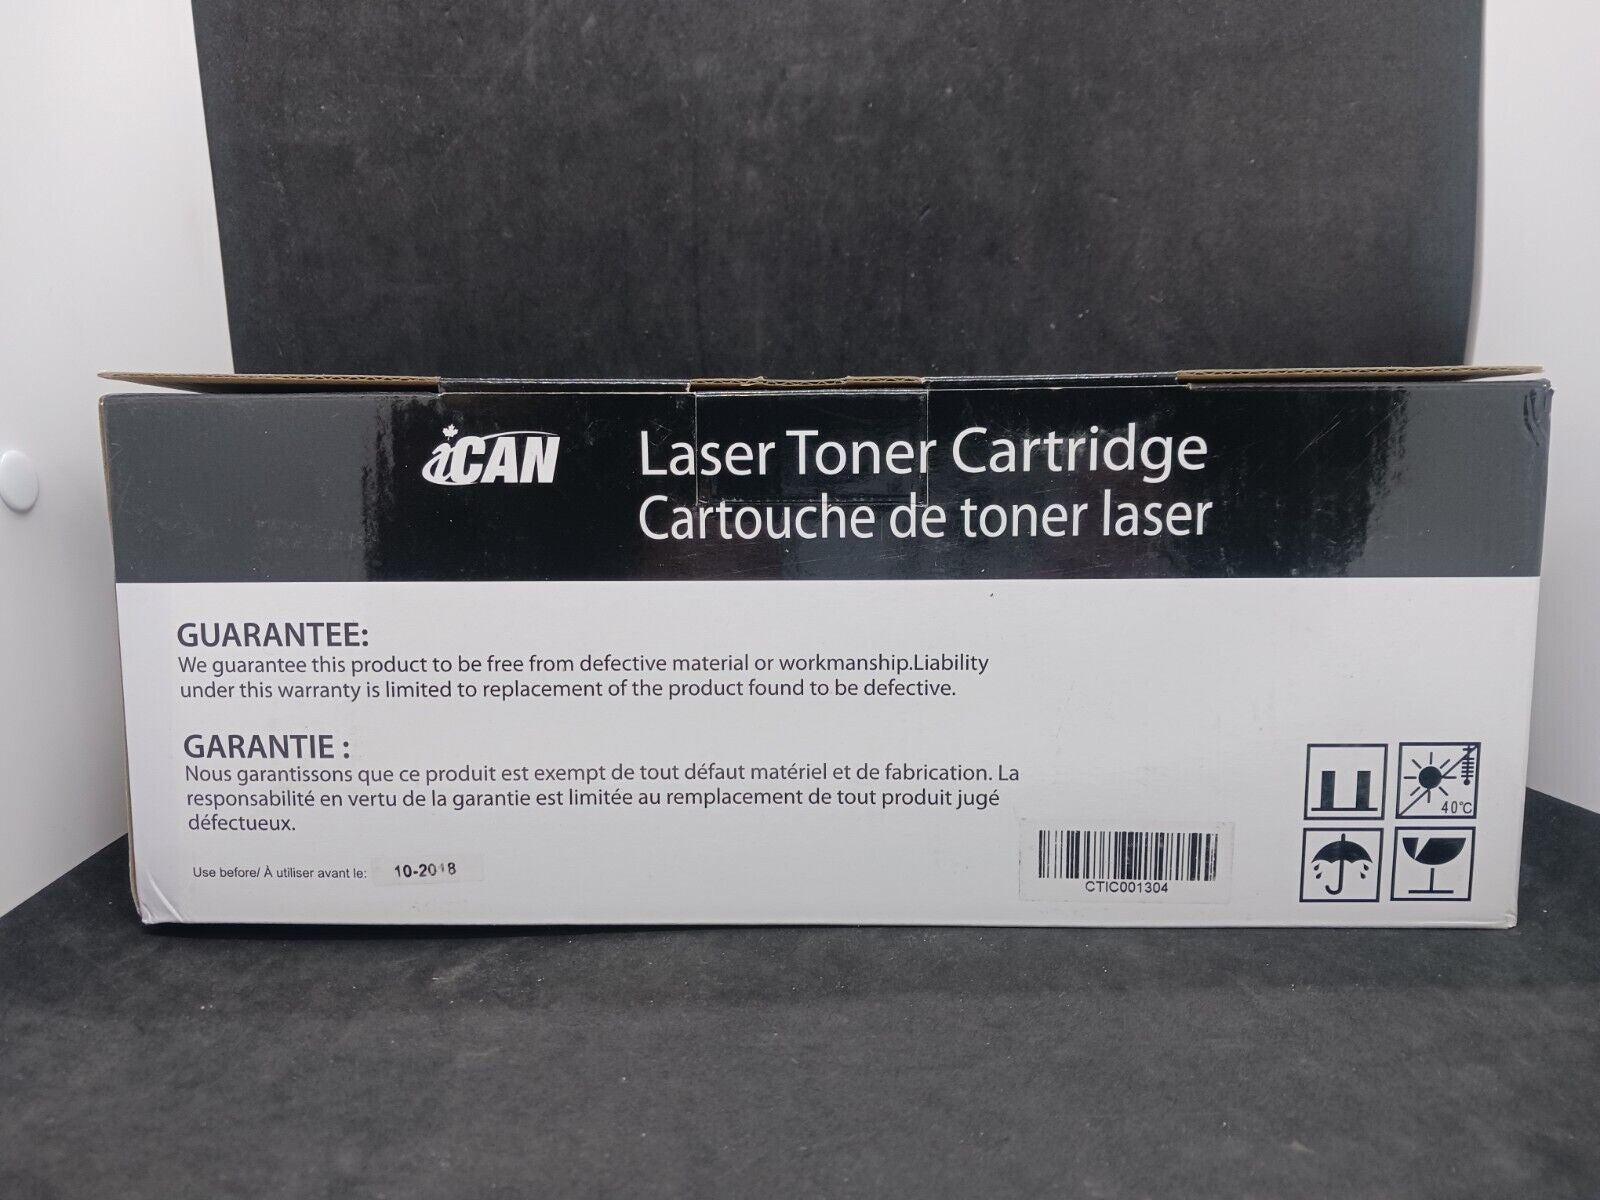 iCAN
Laser Toner Cartridge
Cartouche de toner laser
GUARANTEE:
We guarantee this product to be free from defective material or workmanship.Liability
under this warranty is limited to replacement of the product found to be defective.
GARANTIE :
Nous garantissons que ce produit est exempt de tout défaut matériel et de fabrication. La
responsabilité en vertu de la garantie est limitée au remplacement de tout produit jugé
défectueux.
Use before/ À utiliser avant le: 10-2018
CTIC001304
40°C